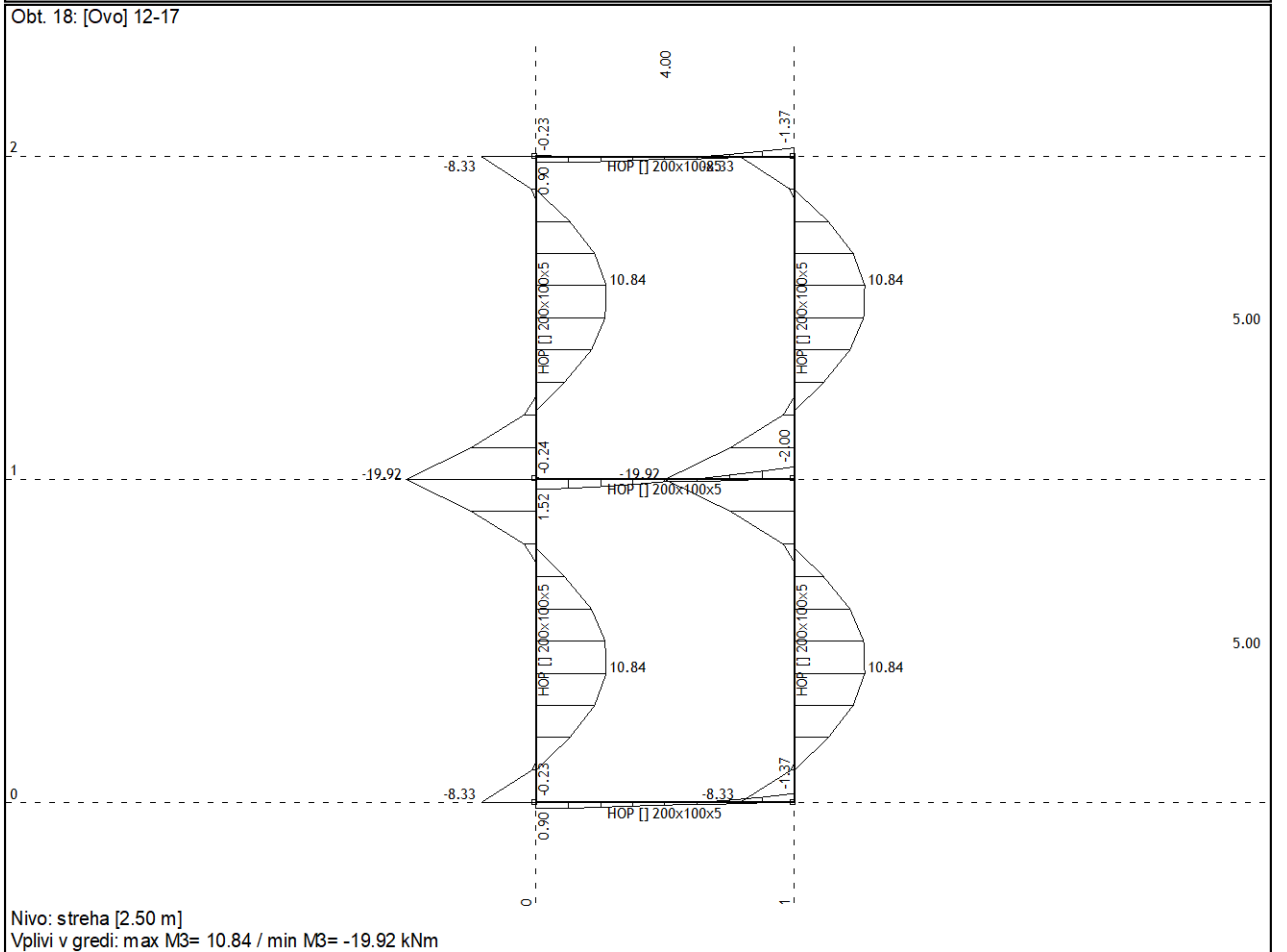 Obt. 18: [Ovo] 12-17
4.00
2
-0.23
-1.37
-8.33
HOP [] 200x100x5
-8.33
0.90
HOP [] 200x100x5
10.84
HOP [] 200x100x5
10.84
5.00
1
-0.24
-2.00
-19.92
-19.92
HOP [] 200x100x5
1.52
HOP [] 200x100x5
HOP [] 200x100x5
5.00
10.84
10.84
0
-0.23
-1.37
-8.33
-8.33
HOP [] 200x100x5
0.90
0
1
Nivo: streha [2.50 m]
Vplivi v gredi: max M3= 10.84 / min M3= -19.92 kNm